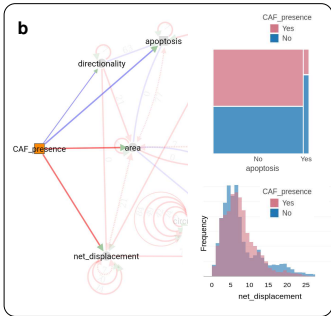 b
apoptosis
directionality
CAF_presence
area
net_displacement
CAF_presence
Yes
No
No Yes
apoptosis
CAF_presence
Yes
No
Frequency
0 5 10 15 20 25
net_displacement